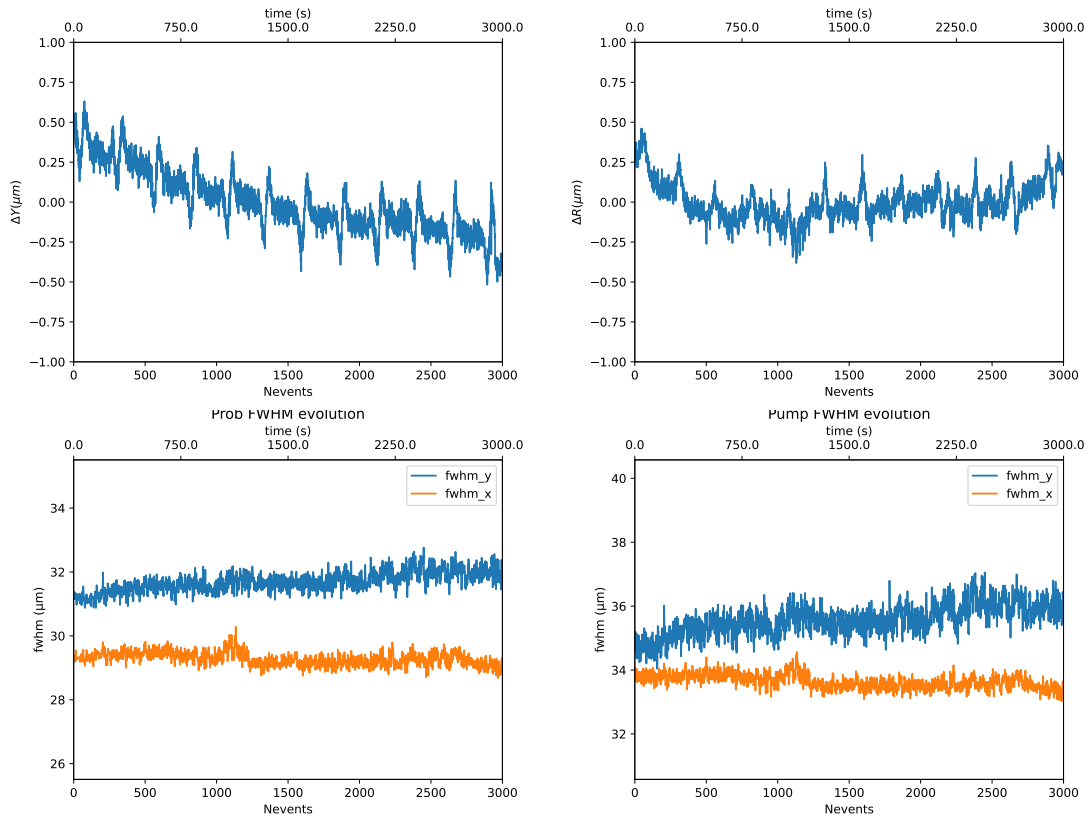 time (s)
0.0 750.0 1500.0 2250.0 3000.0
1.00
0.75
0.50
0.25
0.00
−0.25
−0.50
−0.75
−1.00
ΔY(μm)
0 500 1000 1500 2000 2500 3000
Nevents
time (s)
0.0 750.0 1500.0 2250.0 3000.0
1.00
0.75
0.50
0.25
0.00
−0.25
−0.50
−0.75
−1.00
ΔR(μm)
0 500 1000 1500 2000 2500 3000
Nevents
Prob FWHM evolution
time (s)
0.0 750.0 1500.0 2250.0 3000.0
34
32
30
28
26
fwhm (μm)
fwhm_y
fwhm_x
0 500 1000 1500 2000 2500 3000
Nevents
Pump FWHM evolution
time (s)
0.0 750.0 1500.0 2250.0 3000.0
40
38
36
34
32
fwhm (μm)
fwhm_y
fwhm_x
0 500 1000 1500 2000 2500 3000
Nevents